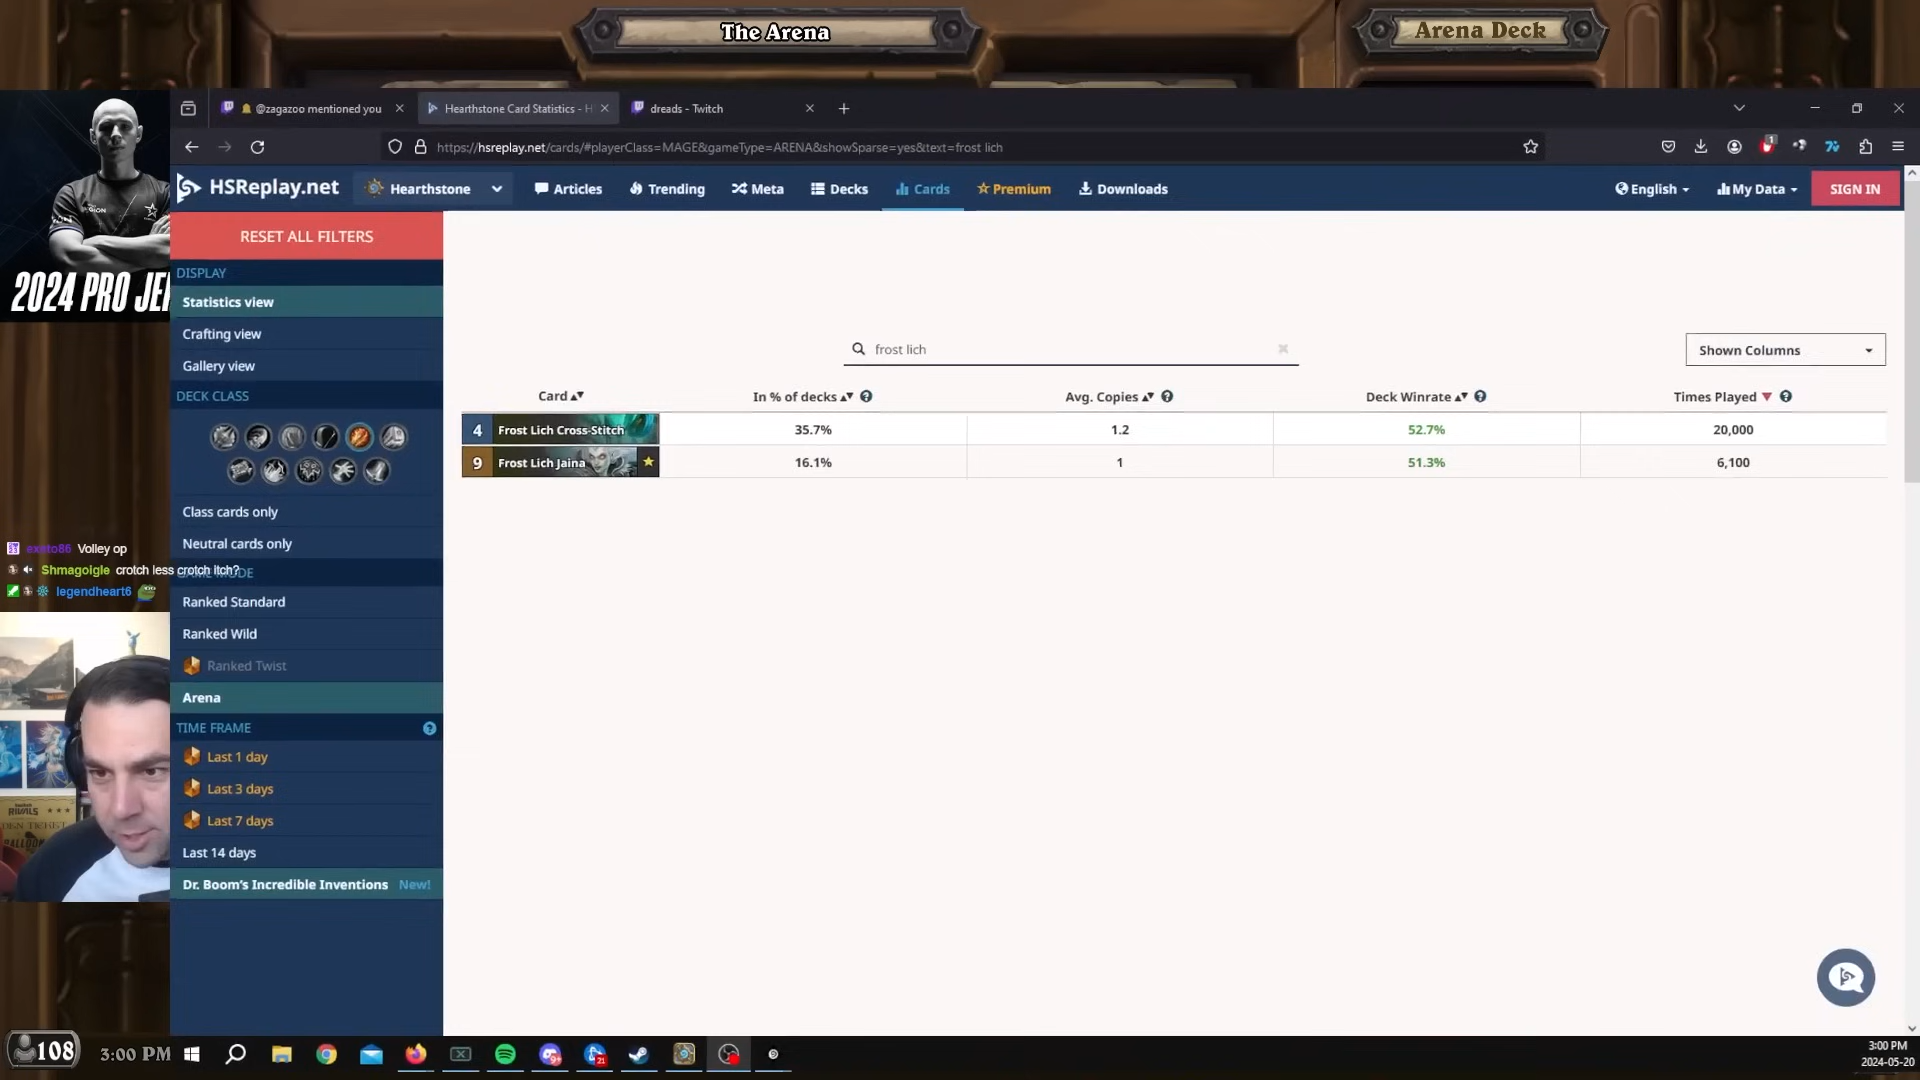 The Arena
Arena Deck
@zagazoo mentioned you
Hearthstone Card Statistics - H
dreads - Twitch
https://hsreplay.net/cards/#playerClass=MAGE&gameType=ARENA&showSparse=yes&text=frost lich
HSReplay.net
Hearthstone
Articles
Trending
Meta
Decks
Cards
Premium
Downloads
English
My Data
SIGN IN
RESET ALL FILTERS
DISPLAY
Statistics view
Crafting view
Gallery view
DECK CLASS
Class cards only
Neutral cards only
Ranked Standard
Ranked Wild
Ranked Twist
Arena
TIME FRAME
Last 1 day
Last 3 days
Last 7 days
Last 14 days
Dr. Boom's Incredible Inventions New!
frost lich
Shown Columns
Card In % of decks Avg. Copies Deck Winrate Times Played
4 Frost Lich Cross-Stitch 35.7% 1.2 52.7% 20,000
9 Frost Lich Jaina 16.1% 1 51.3% 6,100
2024 PRO JE
Volley op
Shmagoigle crotch less crotch itch?
legendheart6
RIVALS
108
3:00 PM
3:00 PM
2024-05-20